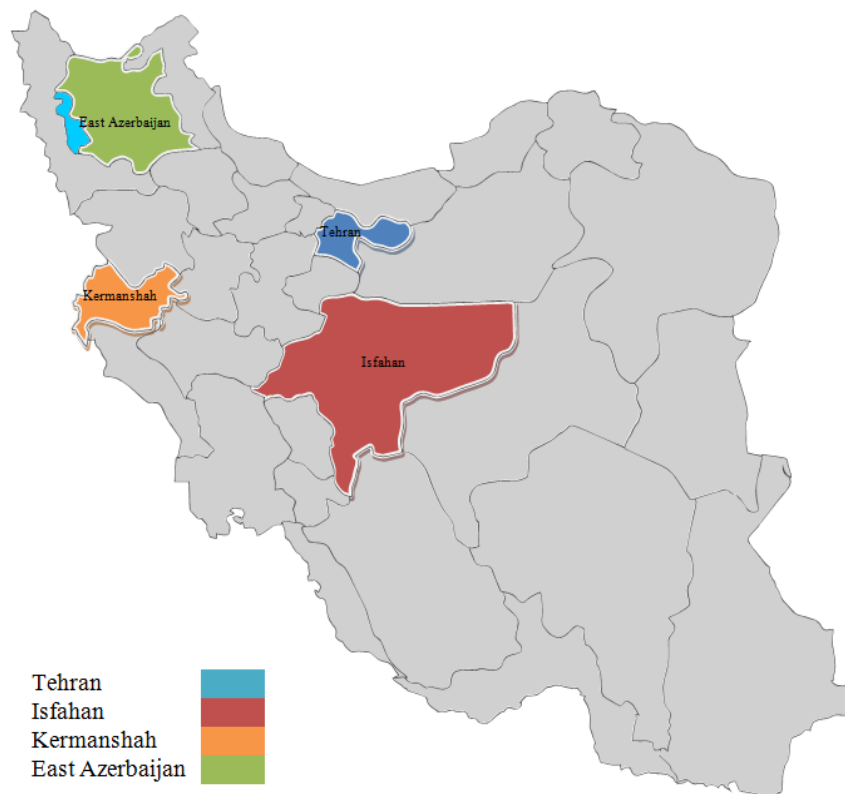 East Azerbaijan
Tehran
Kermanshah
Isfahan
Tehran
Isfahan
Kermanshah
East Azerbaijan